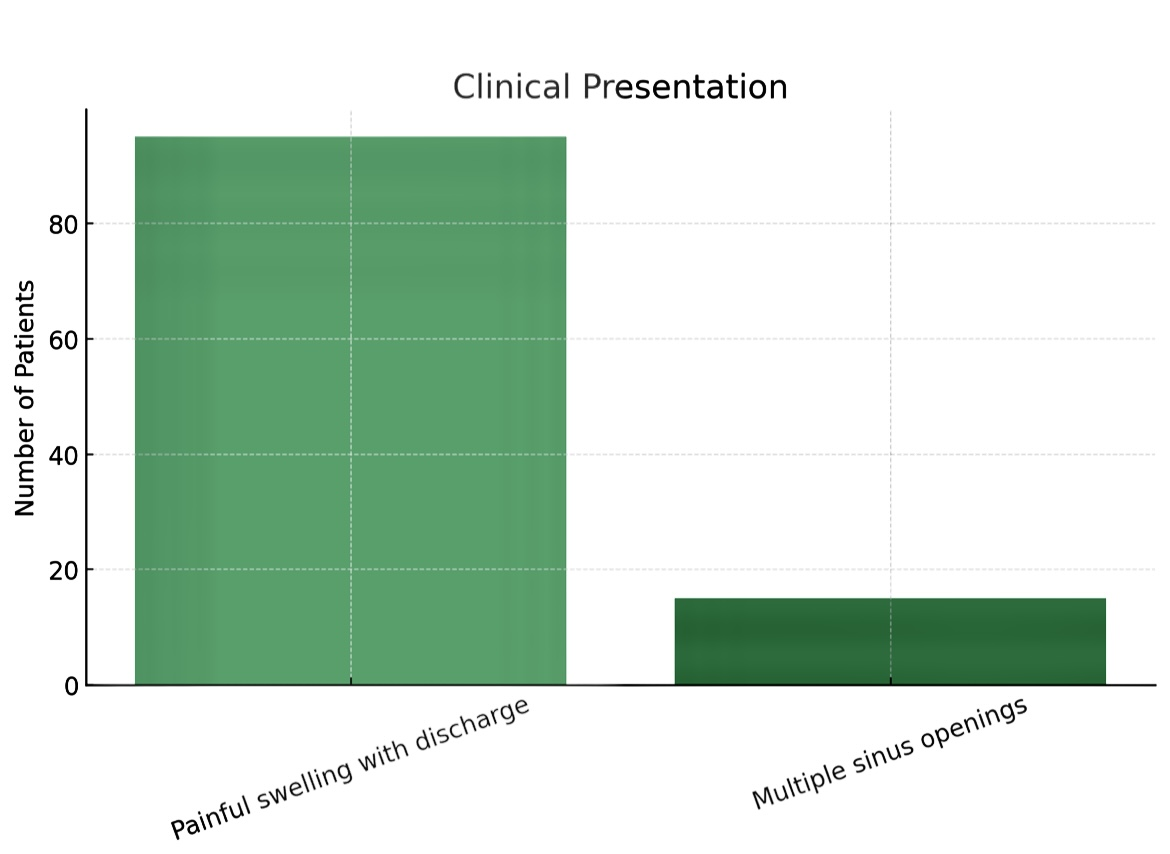 Clinical Presentation
Number of Patients
80
60
40
20
0
Painful swelling with discharge
Multiple sinus openings